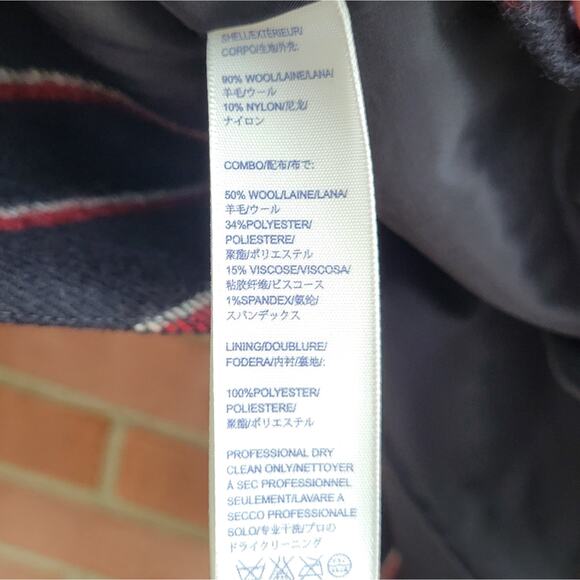 SHELL/EXTERIEUR/
CORPO/生地/外壳:
90% WOOL/LAINE/LANA/
羊毛/ウール
10% NYLON/尼龙/
ナイロン
COMBO/配布/布で:
50% WOOL/LAINE/LANA/
羊毛/ウール
34%POLYESTER/
POLIESTERE/
聚酯/ポリエステル
15% VISCOSE/VISCOSA/
粘胶纤维/ビスコース
1%SPANDEX/氨纶/
スパンデックス
LINING/DOUBLURE/
FODERA/内衬/裏地/:
100%POLYESTER/
POLIESTERE/
聚酯/ポリエステル
PROFESSIONAL DRY
CLEAN ONLY/NETTOYER
À SEC PROFESSIONNEL
SEULEMENT/LAVARE A
SECCO PROFESSIONALE
SOLO/专业干洗/プロの
ドライクリーニング